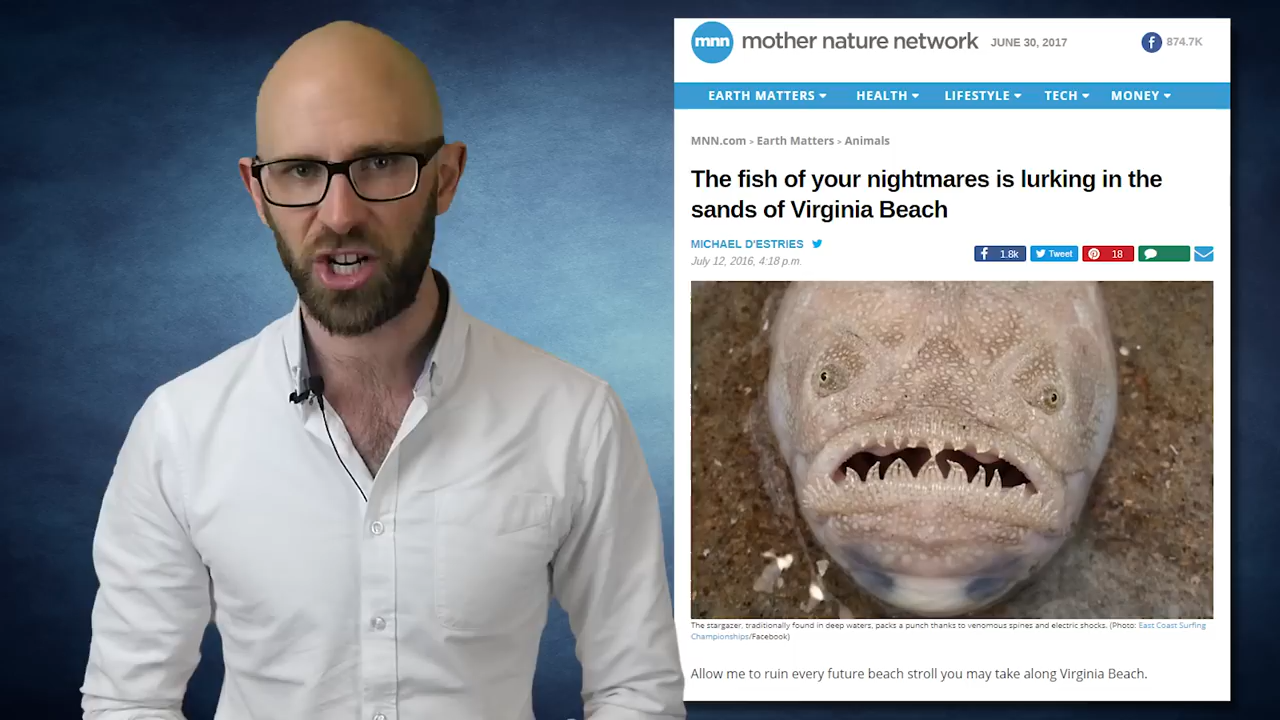 mnn mother nature network JUNE 30, 2017 874.7K
EARTH MATTERS HEALTH LIFESTYLE TECH MONEY
MNN.com > Earth Matters > Animals
The fish of your nightmares is lurking in the
sands of Virginia Beach
MICHAEL D'ESTRIES
1.8k Tweet 18
July 12, 2016, 4:18 p.m.
The stargazer, traditionally found in deep waters, packs a punch thanks to venomous spines and electric shocks. (Photo: East Coast Surfing
Championships/Facebook)
Allow me to ruin every future beach stroll you may take along Virginia Beach.